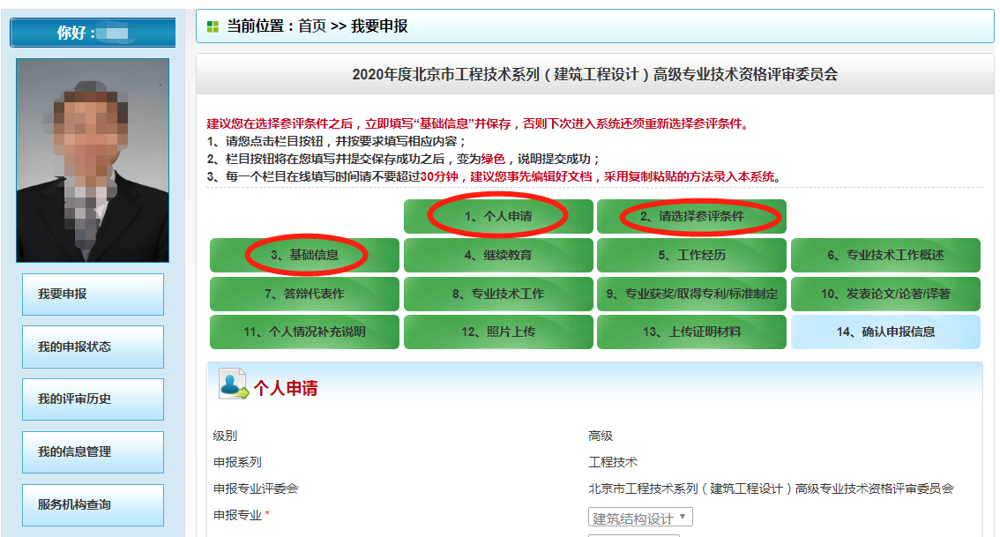 你好：
我要申报
我的申报状态
我的评审历史
我的信息管理
服务机构查询
当前位置：首页 >> 我要申报
2020年度北京市工程技术系列（建筑工程设计）高级专业技术资格评审委员会
建议您在选择参评条件之后，立即填写“基础信息”并保存，否则下次进入系统还须重新选择参评条件。
1、请您点击栏目按钮，并按要求填写相应内容；
2、栏目按钮将在您填写并提交保存成功之后，变为绿色，说明提交成功；
3、每一个栏目在线填写时间请不要超过30分钟，建议您事先编辑好文档，采用复制粘贴的方法录入本系统。
1、个人申请 2、请选择参评条件
3、基础信息 4、继续教育 5、工作经历 6、专业技术工作概述
7、答辩代表作 8、专业技术工作 9、专业获奖/取得专利/标准制定 10、发表论文/论著/译著
11、个人情况补充说明 12、照片上传 13、上传证明材料 14、确认申报信息
个人申请
级别 高级
申报系列 工程技术
申报专业评委会 北京市工程技术系列（建筑工程设计）高级专业技术资格评审委员会
申报专业 * 建筑结构设计